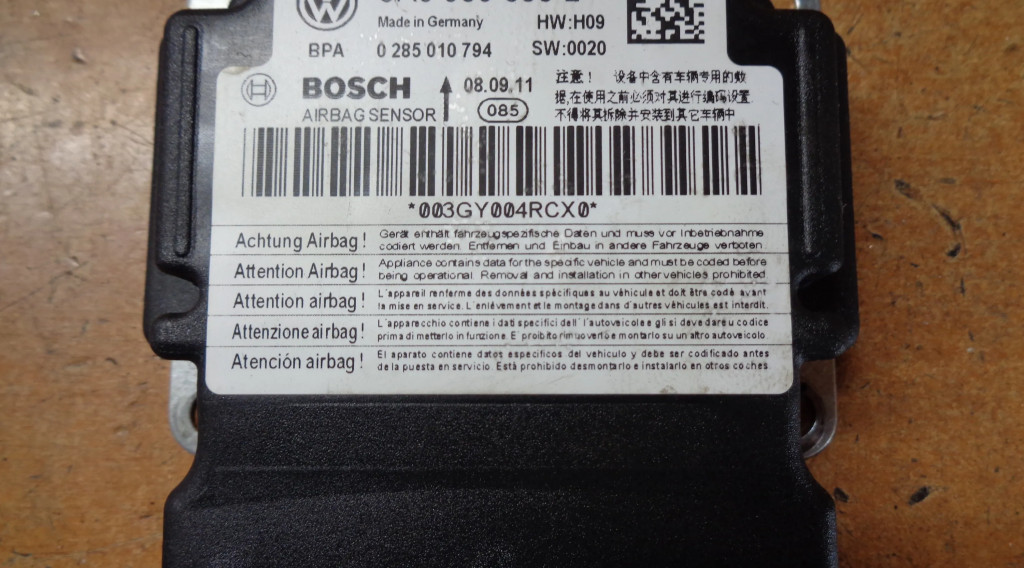 Made in Germany HW:H09
BPA 0 285 010 794 SW:0020
BOSCH 08.09.11
AIRBAG SENSOR 085
注意! 设备中含有车辆专用的数
据,在使用之前必须对其进行编码设置
不得将其拆除并安装到其它车辆中
*003GY004RCX0*
Achtung Airbag! Gerät enthält fahrzeugspezifische Daten und muss vor Inbetriebnahme
codiert werden. Entfernen und Einbau in andere Fahrzeuge verboten.
Attention Airbag! Appliance contains data for the specific vehicle and must be coded before
being operational. Removal and installation in other vehicles prohibited.
Attention airbag! L'appareil renferme des données spécifiques au véhicule et doit être codé avant
la mise en service. L'enlévement et le montage dans d'autres véhicules est interdit.
Attenzione airbag! L'apparecchio contiene i dati specifici dell'autoveicolo e gli si deve dare u codice
prima di metterlo in funzione. E proibito rimuoverlo e montarlo su un altro autoveicolo.
Atención airbag! El aparato contiene datos especificos del vehiculo y debe ser codificado antes
de la puesta en servicio. Está prohibido desmontarlo e instalarlo en otros coches